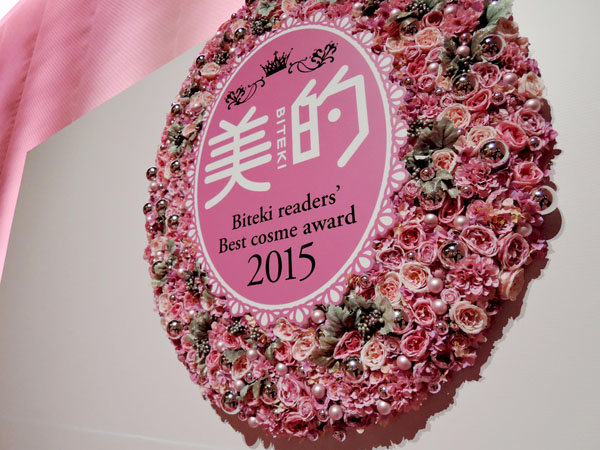 美的
BITEKI
Biteki readers'
Best cosme award
2015